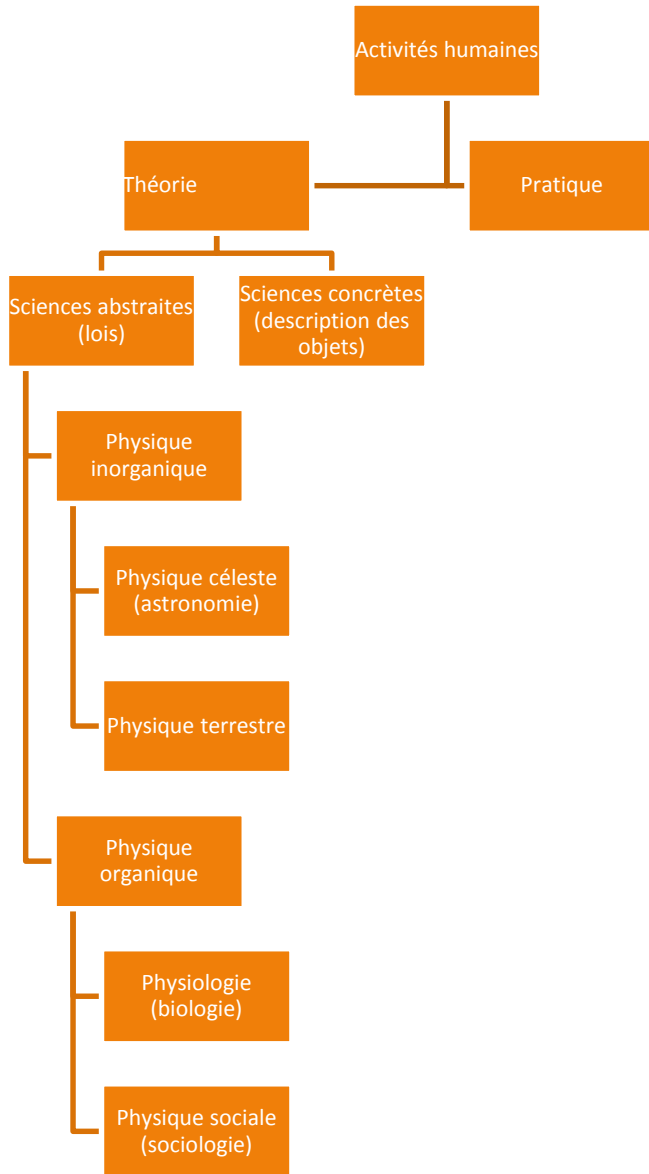 Activités humaines
Théorie
Pratique
Sciences abstraites
(lois)
Sciences concrètes
(description des
objets)
Physique
inorganique
Physique céleste
(astronomie)
Physique terrestre
Physique
organique
Physiologie
(biologie)
Physique sociale
(sociologie)